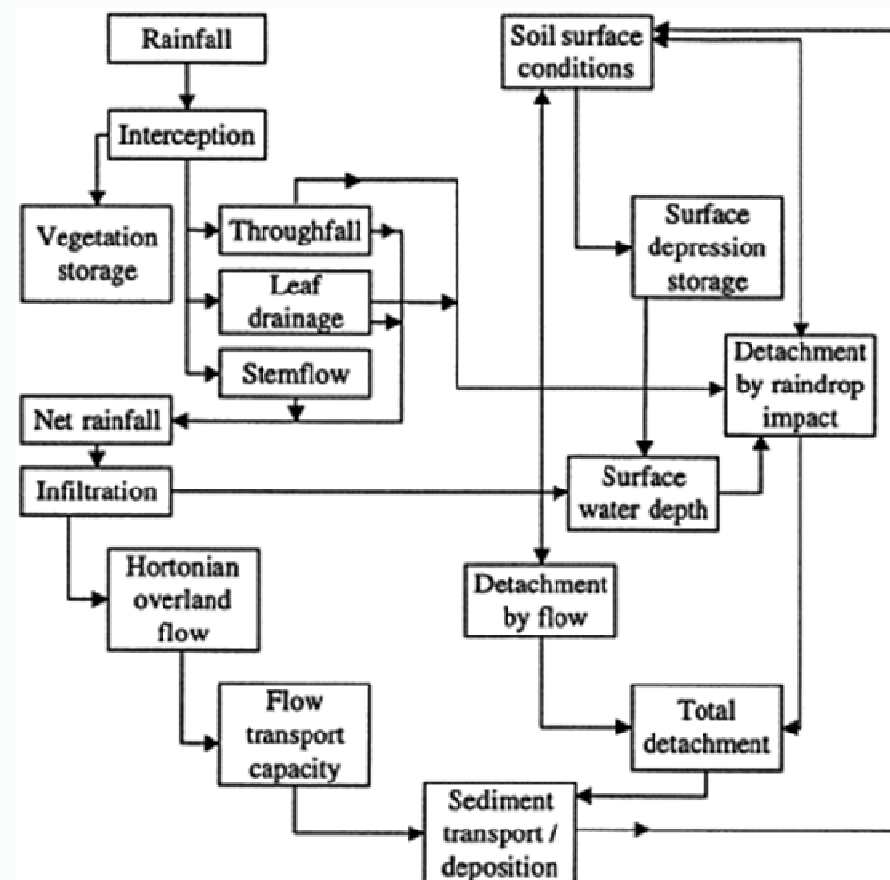 Rainfall
Interception
Vegetation
storage
Throughfall
Leaf
drainage
Stemflow
Net rainfall
Infiltration
Hortonian
overland
flow
Flow
transport
capacity
Soil surface
conditions
Surface
depression
storage
Detachment
by raindrop
impact
Surface
water depth
Detachment
by flow
Total
detachment
Sediment
transport /
deposition